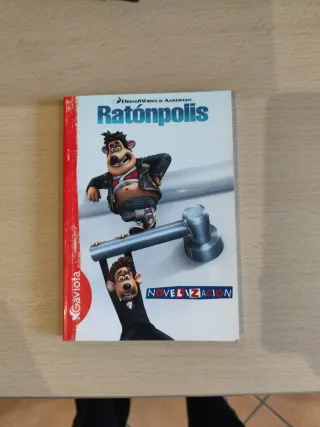 DREAMWORKS & AARDMAN
Ratónpolis
NOVELIZACIÓN
Gaviota